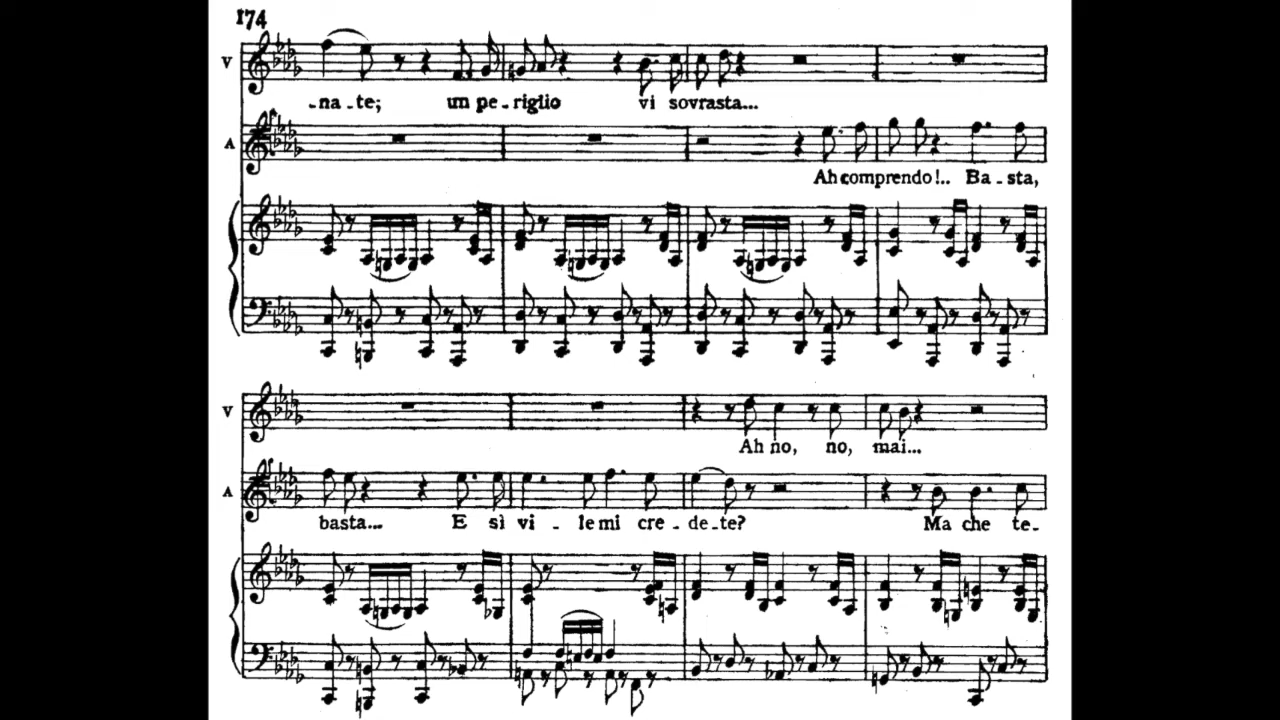 174
V
-na-te; un pe-riglio vi sovrasta...
A
Ah comprendo!.. Ba-sta,
V
Ah no, no, mai...
A
basta... E sì vi-le mi cre-de-te? Ma che te-